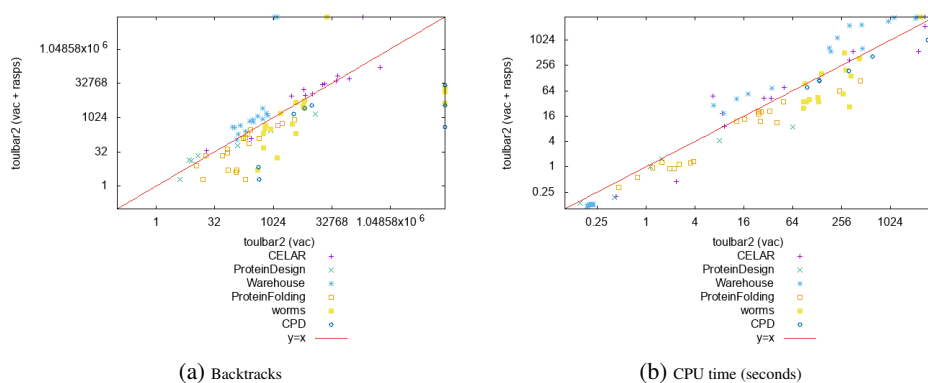 toulbar2 (vac + rasps)
1.04858x10^6
32768
1024
32
1
1 32 1024 32768 1.04858x10^6
toulbar2 (vac)
CELAR
ProteinDesign
Warehouse
ProteinFolding
worms
CPD
y=x
(a) Backtracks
toulbar2 (vac + rasps)
1024
256
64
16
4
1
0.25
0.25 1 4 16 64 256 1024
toulbar2 (vac)
CELAR
ProteinDesign
Warehouse
ProteinFolding
worms
CPD
y=x
(b) CPU time (seconds)